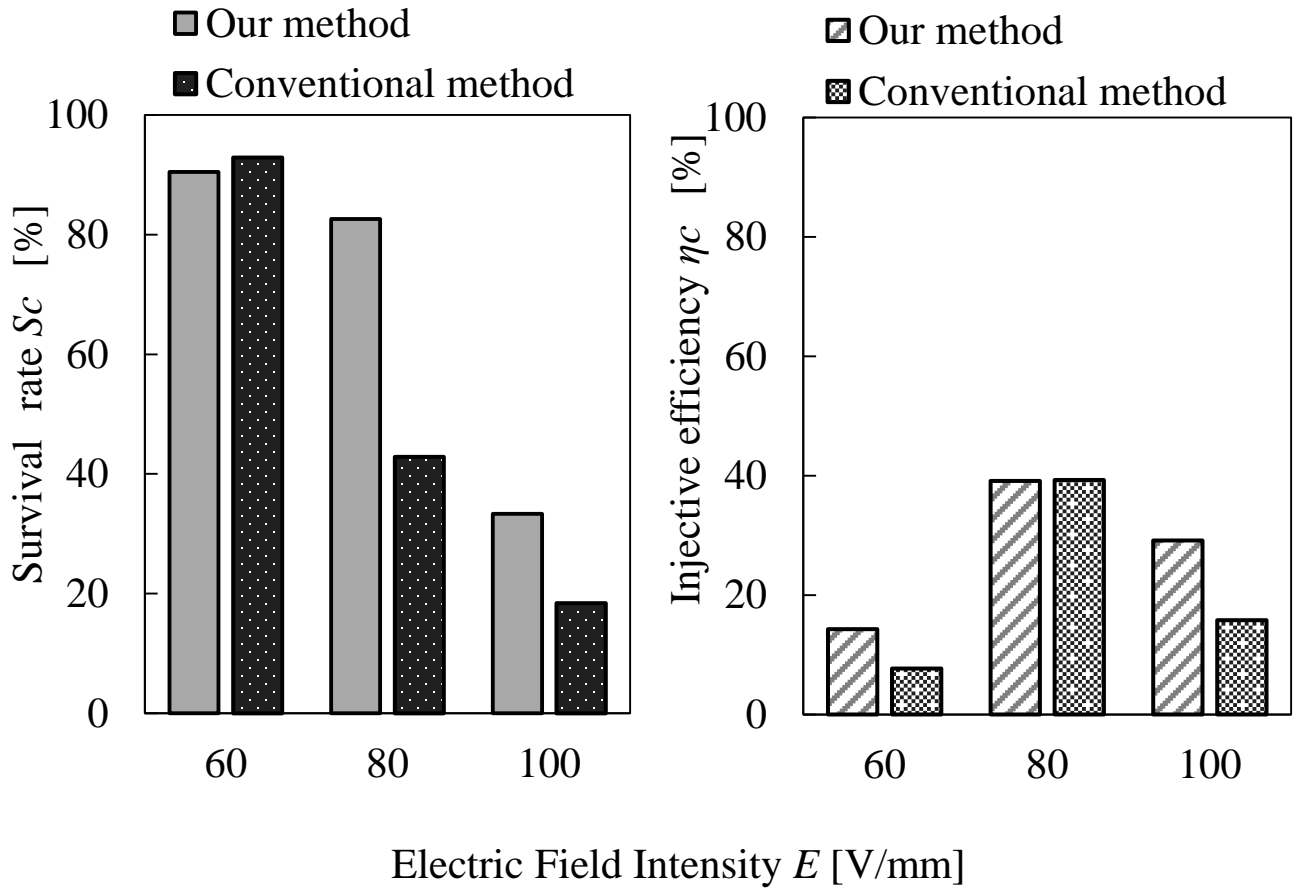 Our method
Conventional method
Survival rate Sc [%]
100
80
60
40
20
0
60 80 100
Our method
Conventional method
Injective efficiency ηc [%]
100
80
60
40
20
0
60 80 100
Electric Field Intensity E [V/mm]